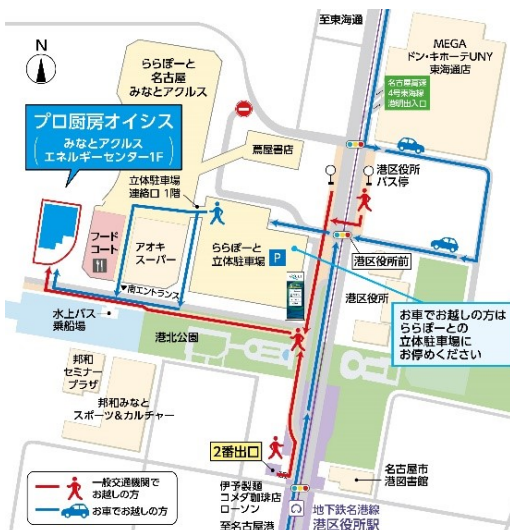 至東海通
MEGA
ドン・キホーテUNY
東海通店
N
ららぽーと
名古屋
みなとアクルス
名古屋高速
4号東海線
港明出入口
プロ厨房オイシス
みなとアクルス
エネルギーセンター1F
蔦屋書店
立体駐車場
連絡口 1階
港区役所
バス停
フード
コート
アオキ
スーパー
ららぽーと
立体駐車場
P
港区役所前
▼南エントランス
水上バス
乗船場
港区役所
お車でお越しの方は
ららぽーとの
立体駐車場に
お停めください
港北公園
邦和
セミナー
プラザ
邦和みなと
スポーツ&カルチャー
2番出口
名古屋市
港図書館
伊予製麺
コメダ珈琲店
ローソン
至名古屋港
地下鉄名港線
港区役所駅
一般交通機関で
お越しの方
お車でお越しの方